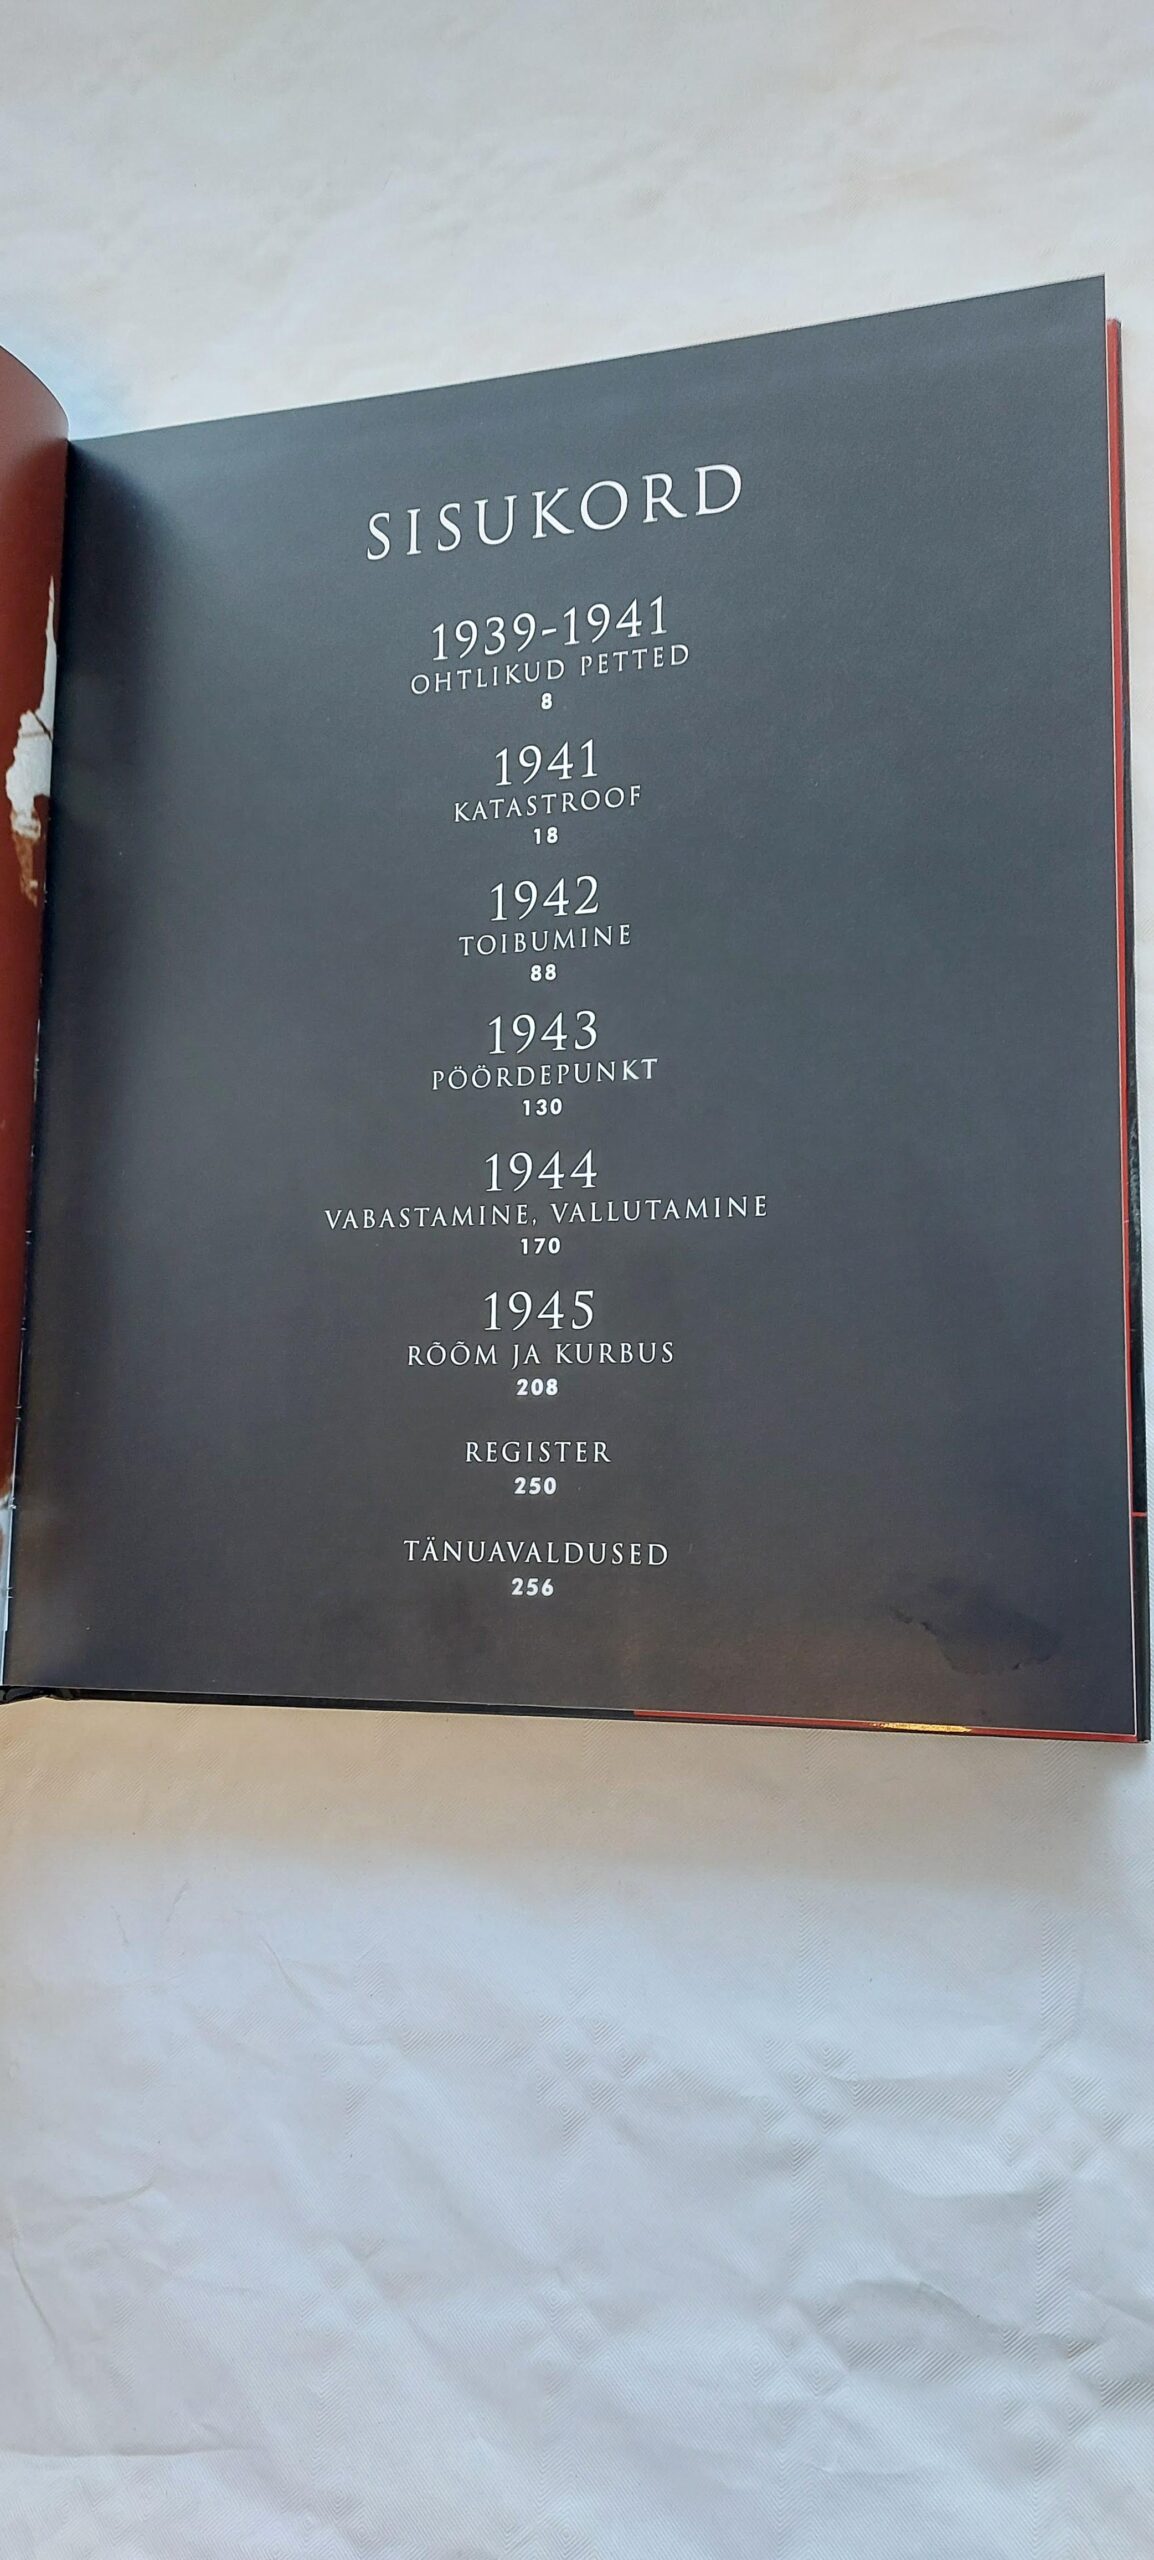 SISUKORD
1939-1941
OHTLIKUD PETTED
8
1941
KATASTROOF
18
1942
TOIBUMINE
88
1943
PÖÖRDEPUNKT
130
1944
VABASTAMINE, VALLUTAMINE
170
1945
RÕÕM JA KURBUS
208
REGISTER
250
TÄNUAVALDUSED
256